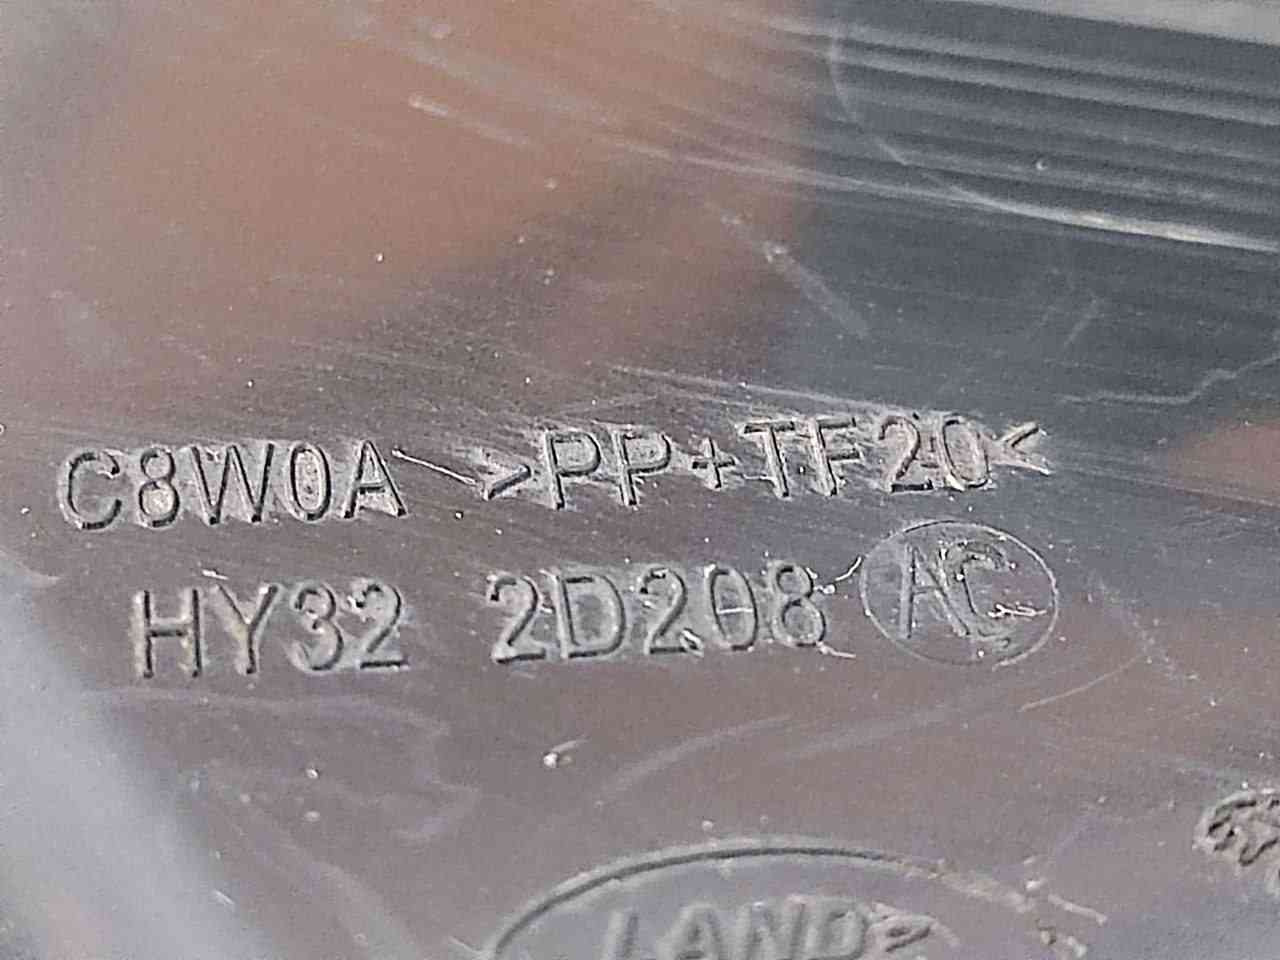 C8W0A >PP+TF20<
HY32 2D208 AC
LAND